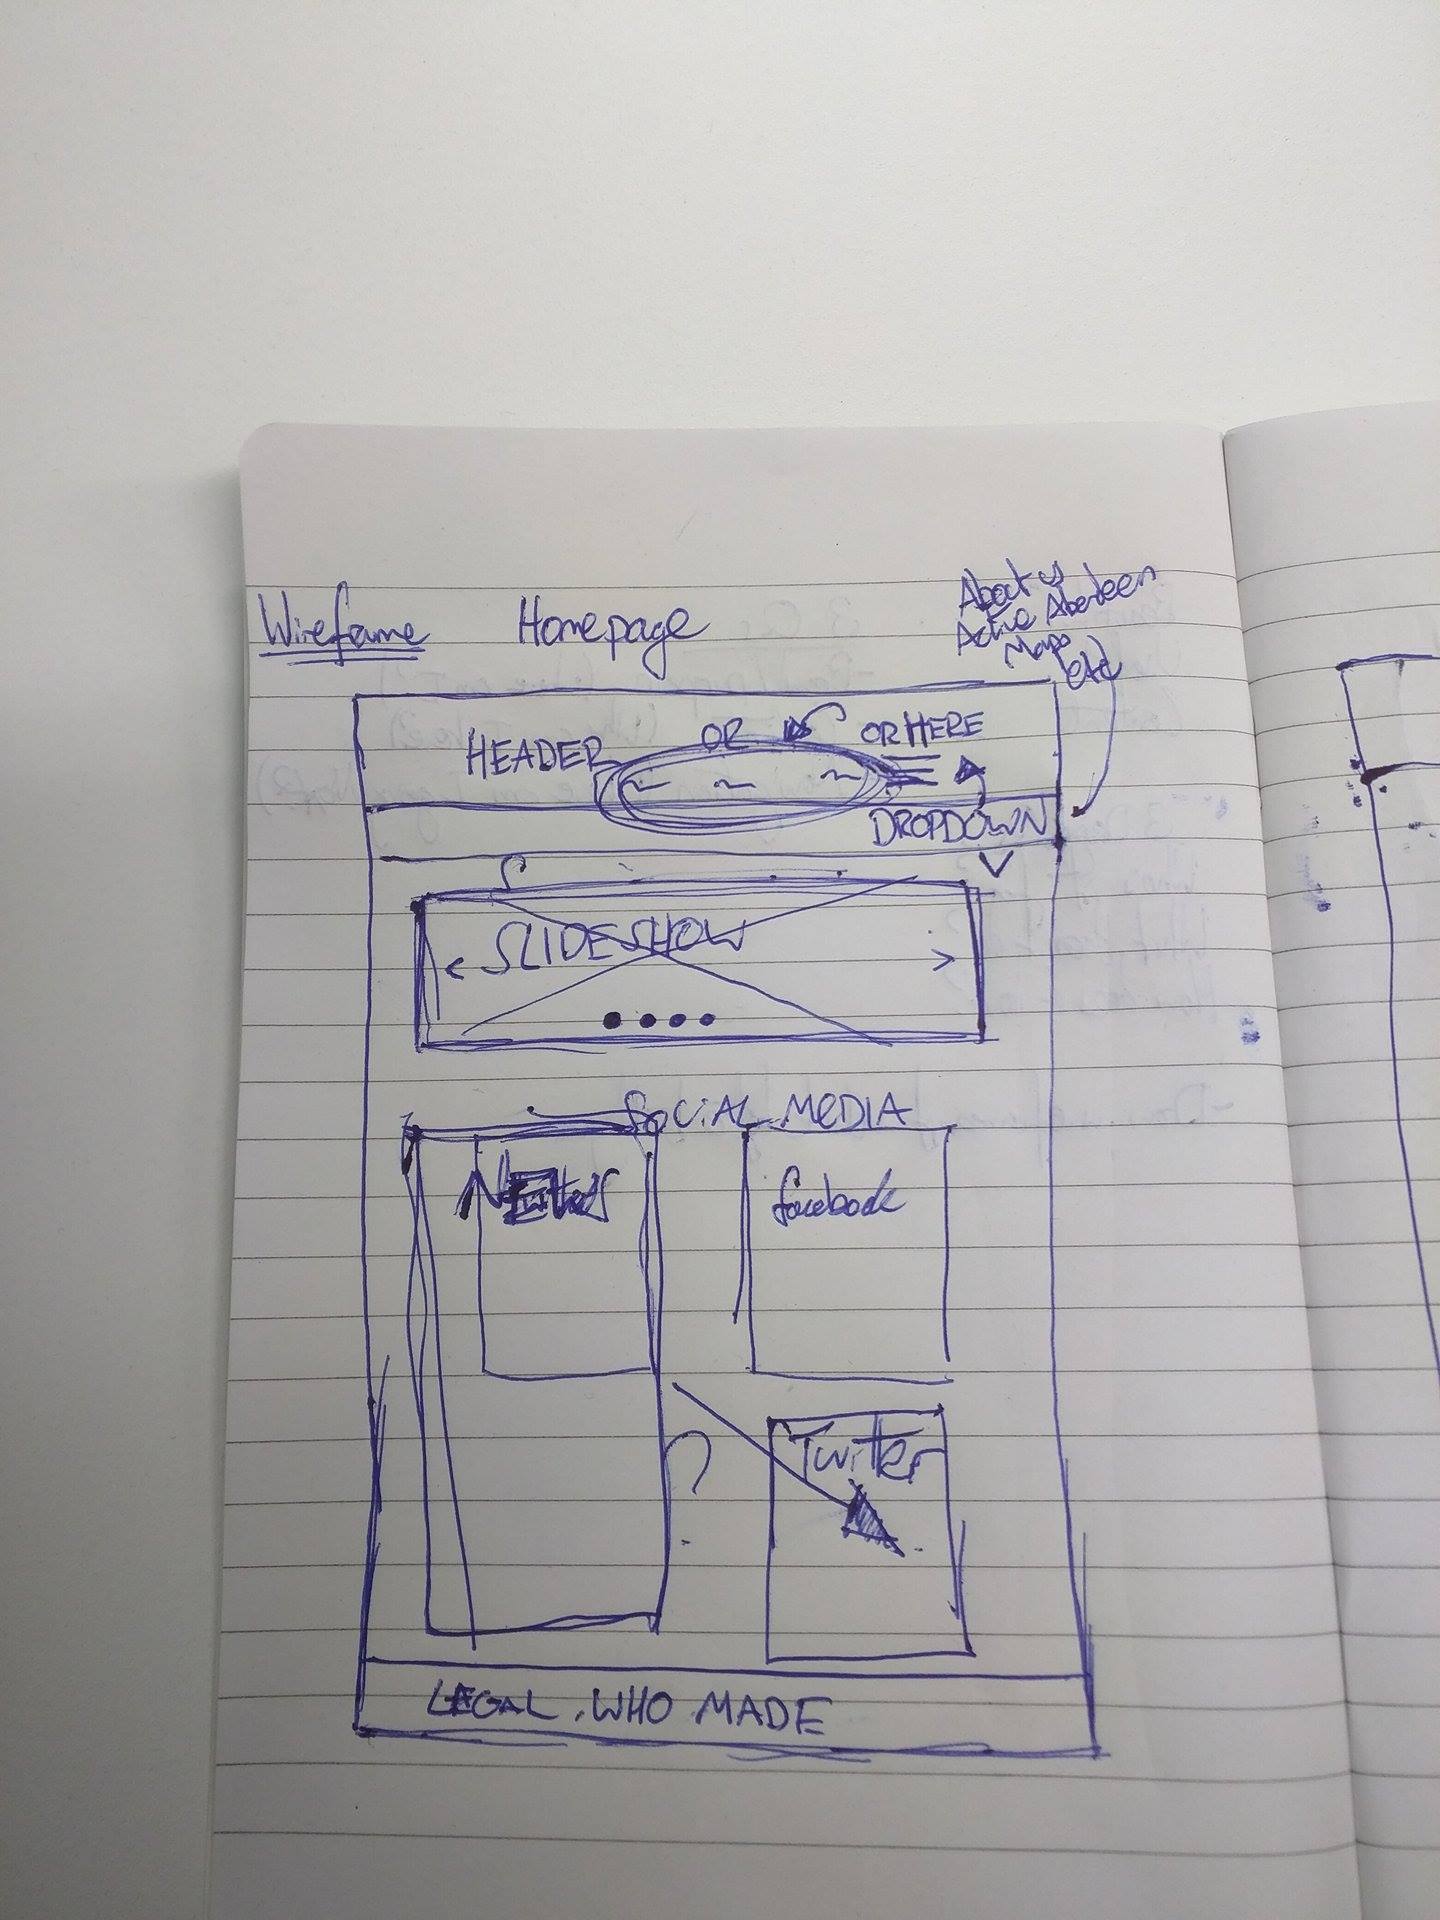 Wireframe Homepage
About us
Active Aberdeen
Maps
etc
OR OR HERE
HEADER
DROPDOWN
< SLIDESHOW >
SOCIAL MEDIA
facebook
Twitter
?
LEGAL, WHO MADE